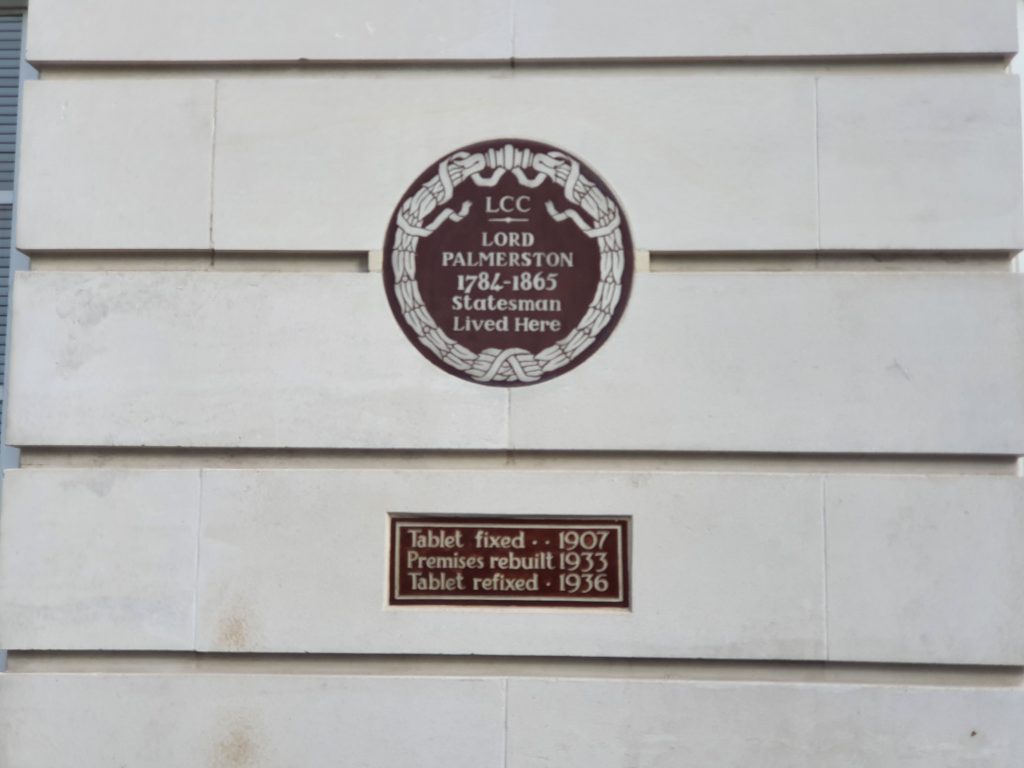 LCC
LORD
PALMERSTON
1784-1865
Statesman
Lived Here
Tablet fixed · · 1907
Premises rebuilt 1933
Tablet refixed · 1936